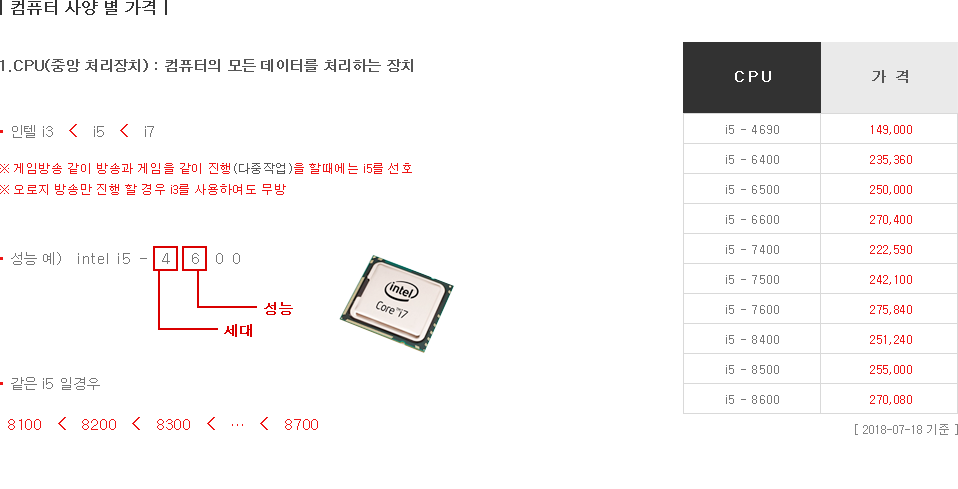 | 컴퓨터 사양 별 가격 |
1.CPU(중앙 처리장치) : 컴퓨터의 모든 데이터를 처리하는 장치
• 인텔 i3 < i5 < i7
※ 게임방송 같이 방송과 게임을 같이 진행(다중작업)을 할때에는 i5를 선호
※ 오로지 방송만 진행 할 경우 i3를 사용하여도 무방
• 성능 예) intel i5 - 4 6 0 0
성능
세대
intel
Core™i7
• 같은 i5 일경우
8100 < 8200 < 8300 < ··· < 8700
CPU 가 격
i5 - 4690 149,000
i5 - 6400 235,360
i5 - 6500 250,000
i5 - 6600 270,400
i5 - 7400 222,590
i5 - 7500 242,100
i5 - 7600 275,840
i5 - 8400 251,240
i5 - 8500 255,000
i5 - 8600 270,080
[ 2018-07-18 기준 ]